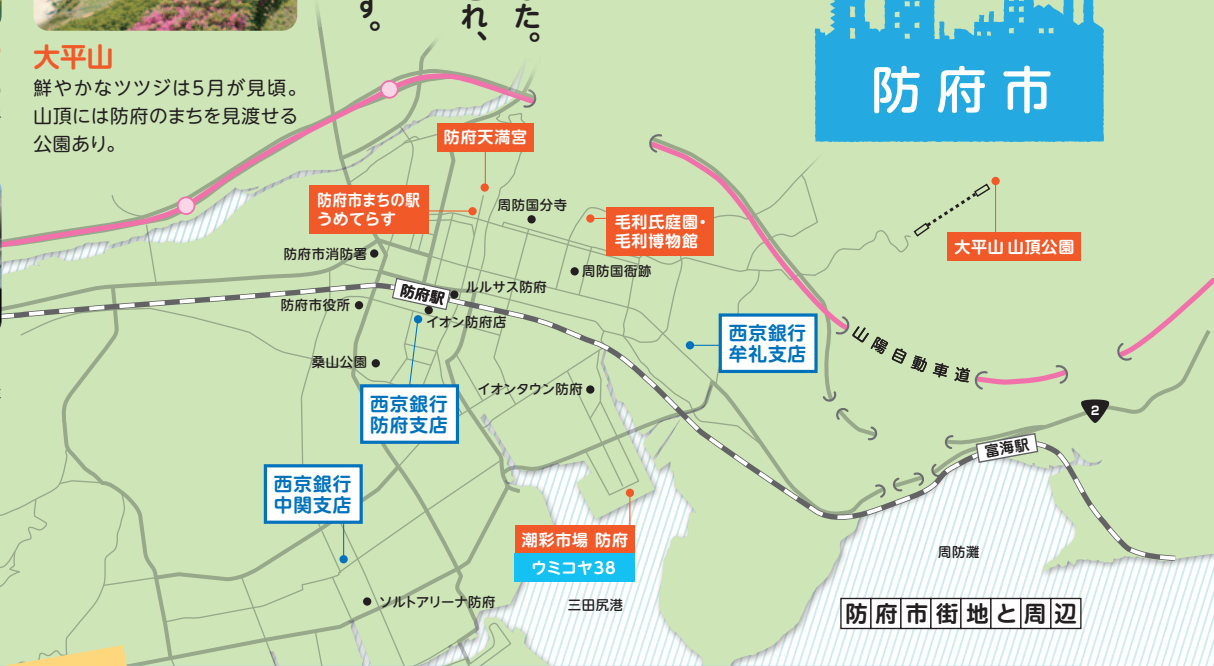 した。
れ、
す。
防府市
大平山
鮮やかなツツジは5月が見頃。
山頂には防府のまちを見渡せる
公園あり。
防府天満宮
防府市まちの駅
うめてらす
周防国分寺
毛利氏庭園・
毛利博物館
大平山 山頂公園
防府市消防署
周防国衙跡
ルルサス防府
防府駅
防府市役所
イオン防府店
西京銀行
牟礼支店
山陽自動車道
桑山公園
イオンタウン防府
西京銀行
防府支店
2
富海駅
西京銀行
中関支店
潮彩市場 防府
ウミコヤ38
周防灘
ソルトアリーナ防府
三田尻港
防府市街地と周辺